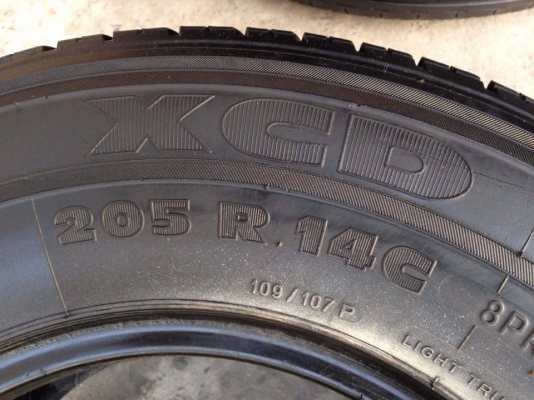 XCD
205 R 14C
109/107 P
8PR
LIGHT TRU